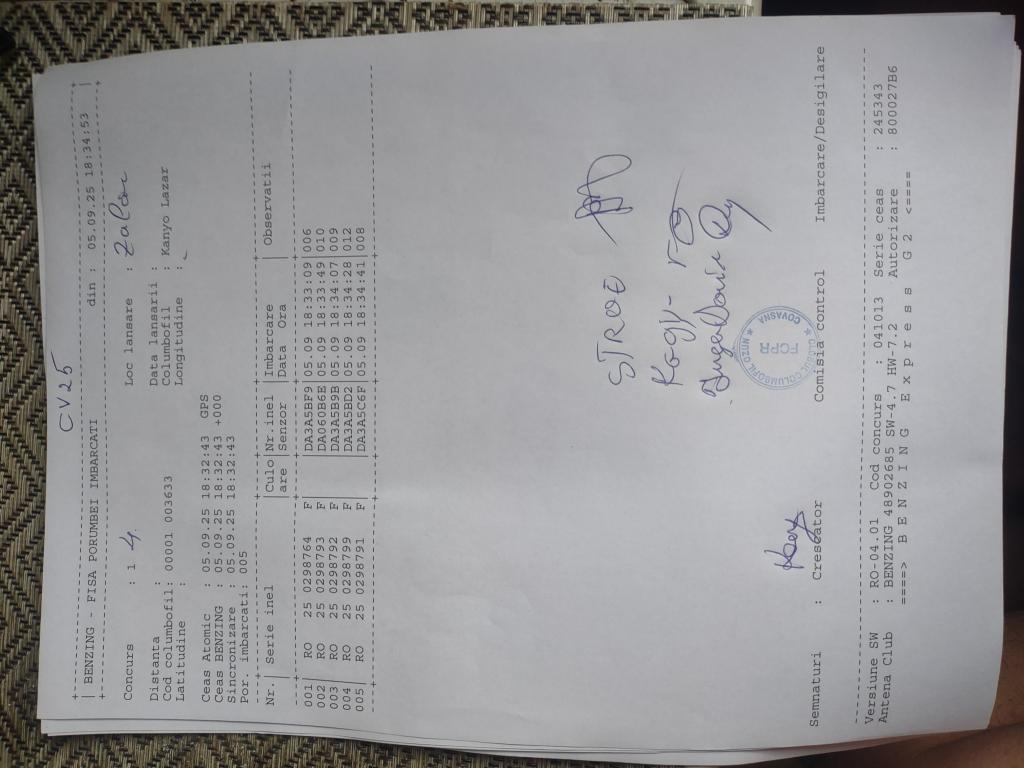 CV25
BENZING FISA PORUMBEI IMBARCATI din : 05.09.25 18:34:53
Concurs : 1 4. Loc lansare : Zalau
Distanta : Data lansarii :
Cod columbofil: 00001 003633 Columbofil : Kanyo Lazar
Latitudine : Longitudine :
Ceas Atomic : 05.09.25 18:32:43 GPS
Ceas BENZING : 05.09.25 18:32:43 +000
Sincronizare : 05.09.25 18:32:43
Por. imbarcati: 005
Nr.| Serie inel |Culo|Nr.inel |Imbarcare | Observatii
are |Senzor |Data Ora
001| RO 25 0298764 F| |DA3A5BF9|05.09 18:33:09|006
002| RO 25 0298793 F| |DA060B6B|05.09 18:33:49|010
003| RO 25 0298792 F| |DA3A5B9B|05.09 18:34:07|009
004| RO 25 0298799 F| |DA3A5BD2|05.09 18:34:28|012
005| RO 25 0298791 F| |DA3A5C6F|05.09 18:34:41|008
STROE
CLUBUL COLUMBOFIL MOZO
FCPR
COVASNA
Semnaturi : Crescator Comisia control Imbarcare/Desigilare
Versiune SW : RO-04.01 Cod concurs : 041013 Serie ceas : 245343
Antena Club : BENZING 48902685 SW-4.7 HW-7.2 Autorizare : 800027B6
====> B E N Z I N G E x p r e s s G 2 <====